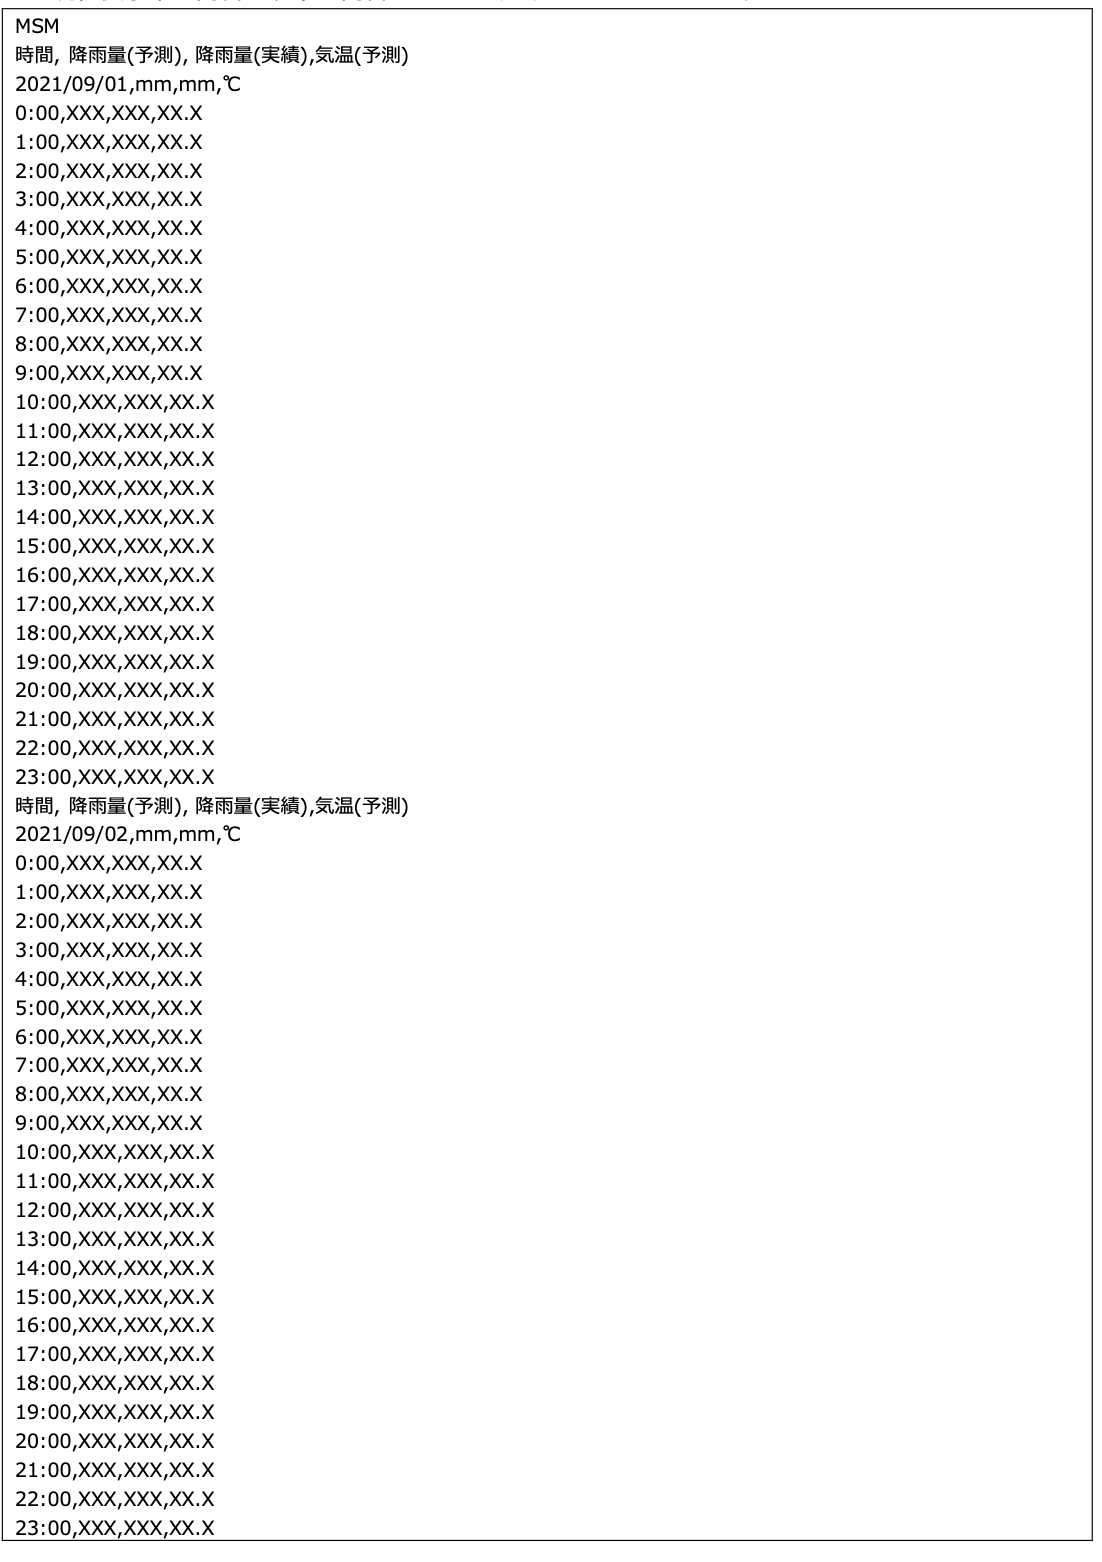 MSM
時間, 降雨量(予測), 降雨量(実績),気温(予測)
2021/09/01,mm,mm,℃
0:00,XXX,XXX,XX.X
1:00,XXX,XXX,XX.X
2:00,XXX,XXX,XX.X
3:00,XXX,XXX,XX.X
4:00,XXX,XXX,XX.X
5:00,XXX,XXX,XX.X
6:00,XXX,XXX,XX.X
7:00,XXX,XXX,XX.X
8:00,XXX,XXX,XX.X
9:00,XXX,XXX,XX.X
10:00,XXX,XXX,XX.X
11:00,XXX,XXX,XX.X
12:00,XXX,XXX,XX.X
13:00,XXX,XXX,XX.X
14:00,XXX,XXX,XX.X
15:00,XXX,XXX,XX.X
16:00,XXX,XXX,XX.X
17:00,XXX,XXX,XX.X
18:00,XXX,XXX,XX.X
19:00,XXX,XXX,XX.X
20:00,XXX,XXX,XX.X
21:00,XXX,XXX,XX.X
22:00,XXX,XXX,XX.X
23:00,XXX,XXX,XX.X
時間, 降雨量(予測), 降雨量(実績),気温(予測)
2021/09/02,mm,mm,℃
0:00,XXX,XXX,XX.X
1:00,XXX,XXX,XX.X
2:00,XXX,XXX,XX.X
3:00,XXX,XXX,XX.X
4:00,XXX,XXX,XX.X
5:00,XXX,XXX,XX.X
6:00,XXX,XXX,XX.X
7:00,XXX,XXX,XX.X
8:00,XXX,XXX,XX.X
9:00,XXX,XXX,XX.X
10:00,XXX,XXX,XX.X
11:00,XXX,XXX,XX.X
12:00,XXX,XXX,XX.X
13:00,XXX,XXX,XX.X
14:00,XXX,XXX,XX.X
15:00,XXX,XXX,XX.X
16:00,XXX,XXX,XX.X
17:00,XXX,XXX,XX.X
18:00,XXX,XXX,XX.X
19:00,XXX,XXX,XX.X
20:00,XXX,XXX,XX.X
21:00,XXX,XXX,XX.X
22:00,XXX,XXX,XX.X
23:00,XXX,XXX,XX.X